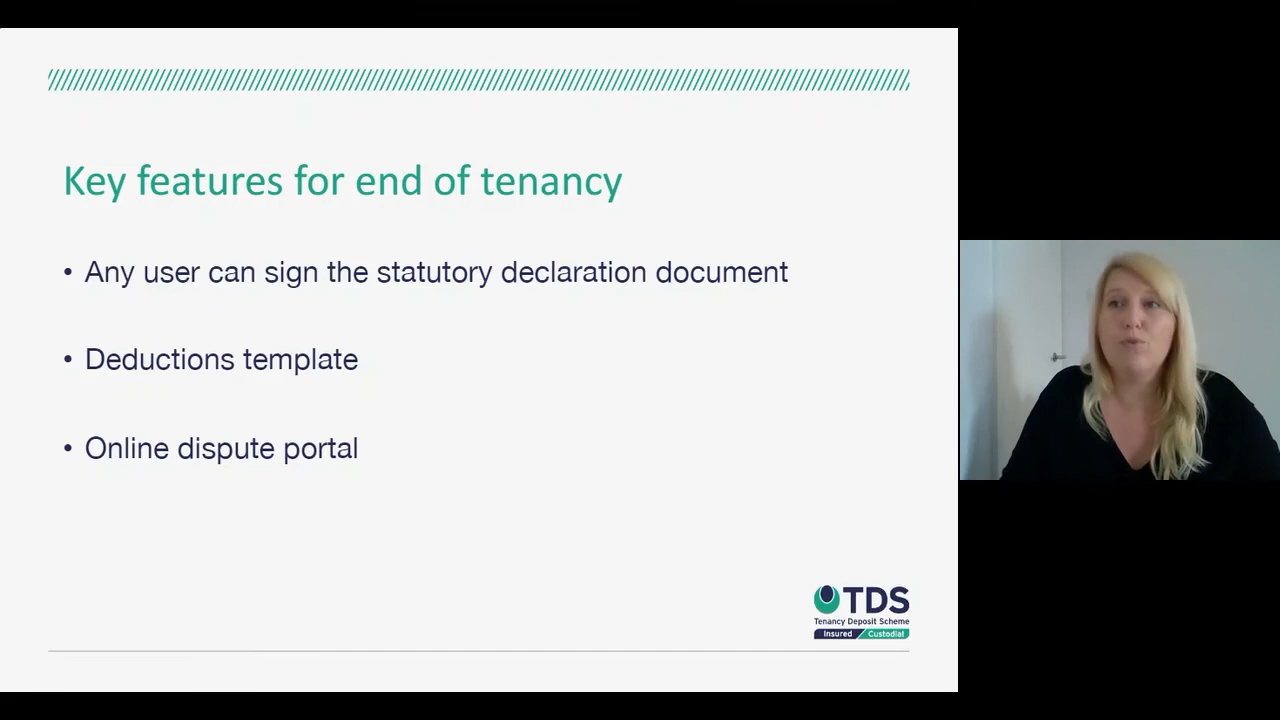 Key features for end of tenancy
• Any user can sign the statutory declaration document
• Deductions template
• Online dispute portal
TDS
Tenancy Deposit Scheme
Insured Custodial